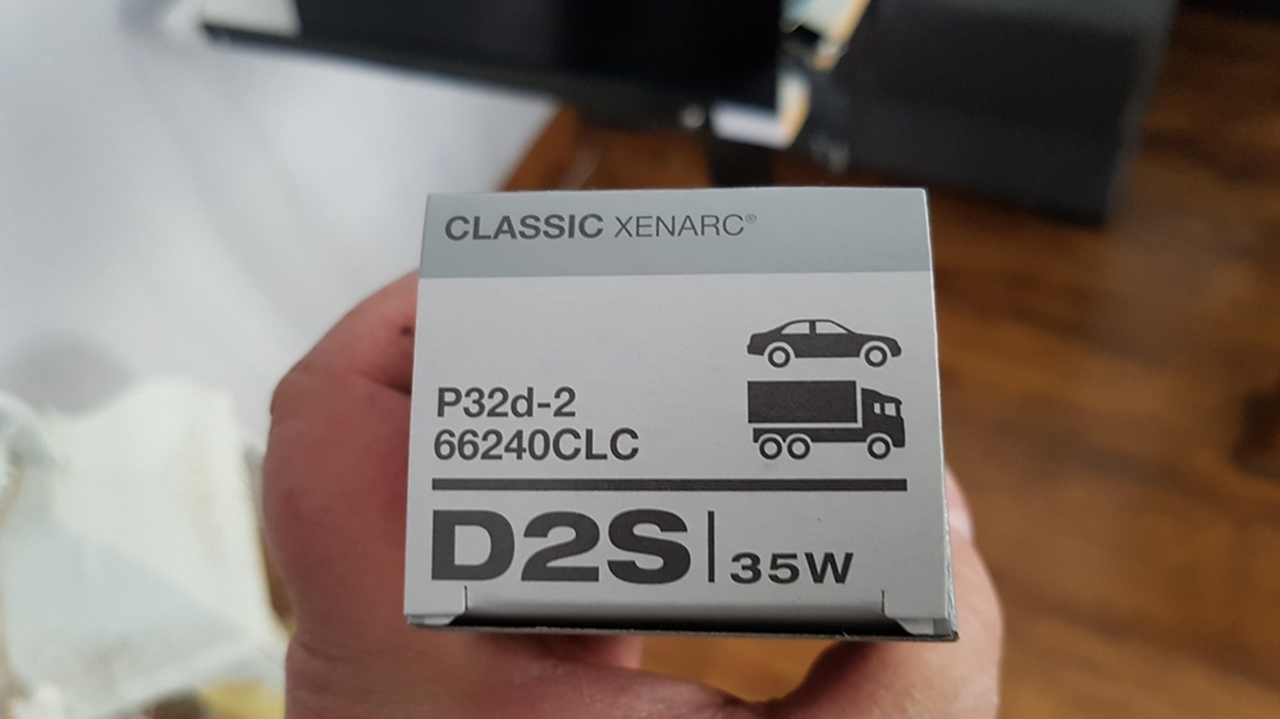 CLASSIC XENARC®
P32d-2
66240CLC
D2S | 35W